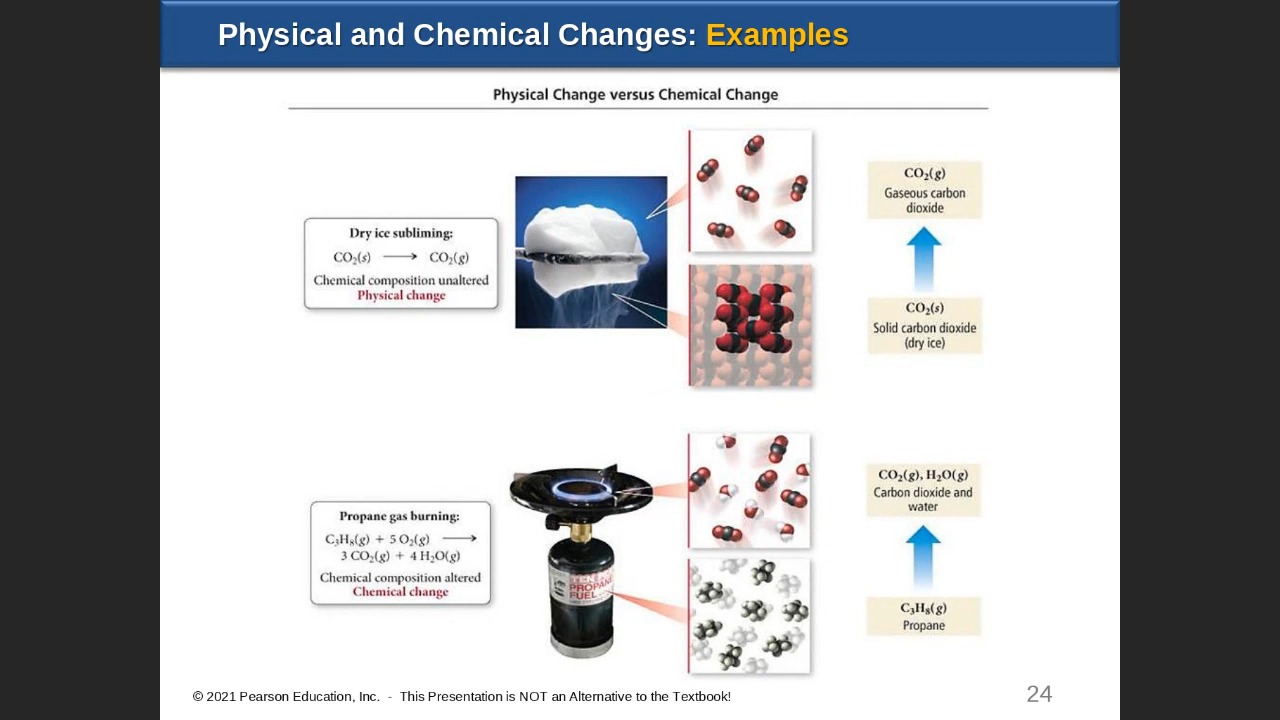 Physical and Chemical Changes: Examples
Physical Change versus Chemical Change
Dry ice subliming:
CO₂(s) ⟶ CO₂(g)
Chemical composition unaltered
Physical change
CO₂(g)
Gaseous carbon
dioxide
CO₂(s)
Solid carbon dioxide
(dry ice)
Propane gas burning:
C₃H₈(g) + 5 O₂(g) ⟶
3 CO₂(g) + 4 H₂O(g)
Chemical composition altered
Chemical change
PROPANE
FUEL
CO₂(g), H₂O(g)
Carbon dioxide and
water
C₃H₈(g)
Propane
© 2021 Pearson Education, Inc. - This Presentation is NOT an Alternative to the Textbook!
24